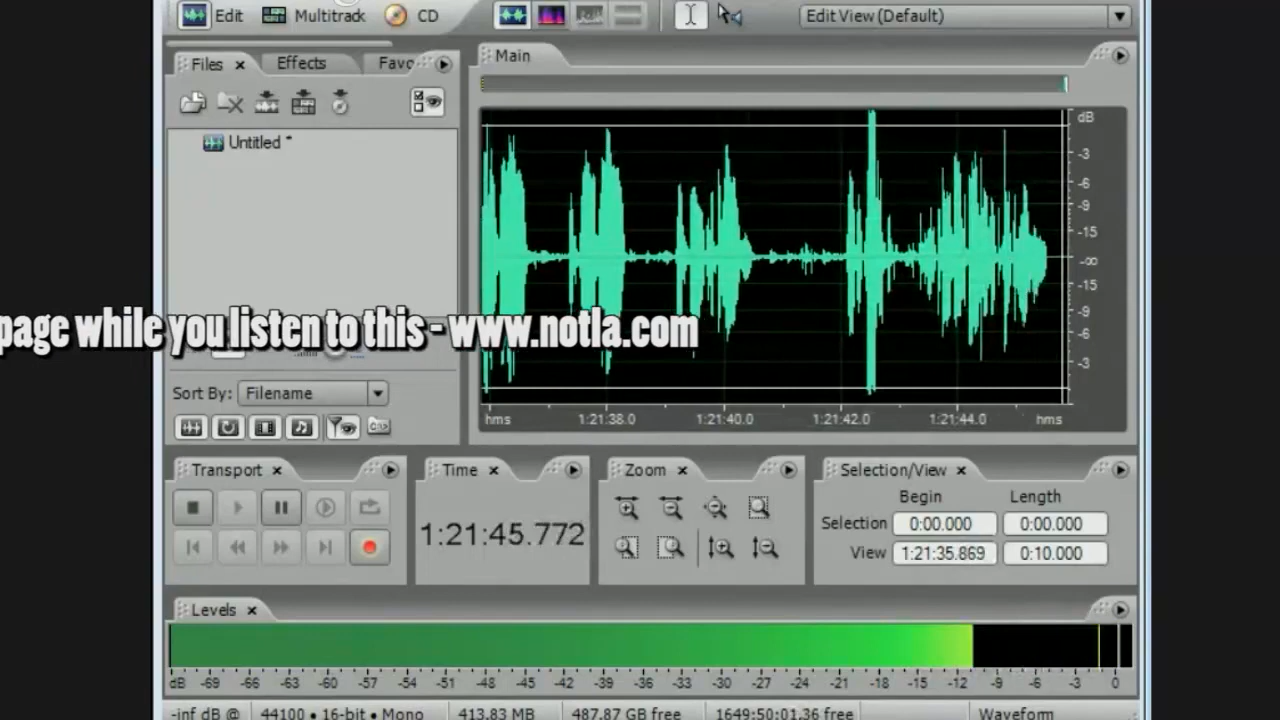 Edit Multitrack CD Edit View (Default)
Files Effects Favo
Main
Untitled *
dB
-3
-6
-9
-15
-∞
-15
-9
-6
-3
page while you listen to this - www.notla.com
Sort By: Filename
hms 1:21:38.0 1:21:40.0 1:21:42.0 1:21:44.0 hms
Transport Time Zoom Selection/View
Begin Length
Selection 0:00.000 0:00.000
View 1:21:35.869 0:10.000
1:21:45.772
Levels
dB -69 -66 -63 -60 -57 -54 -51 -48 -45 -42 -39 -36 -33 -30 -27 -24 -21 -18 -15 -12 -9 -6 -3 0
-inf dB @ 44100 • 16-bit • Mono 413.83 MB 487.87 GB free 1649:50:01.36 free Waveform